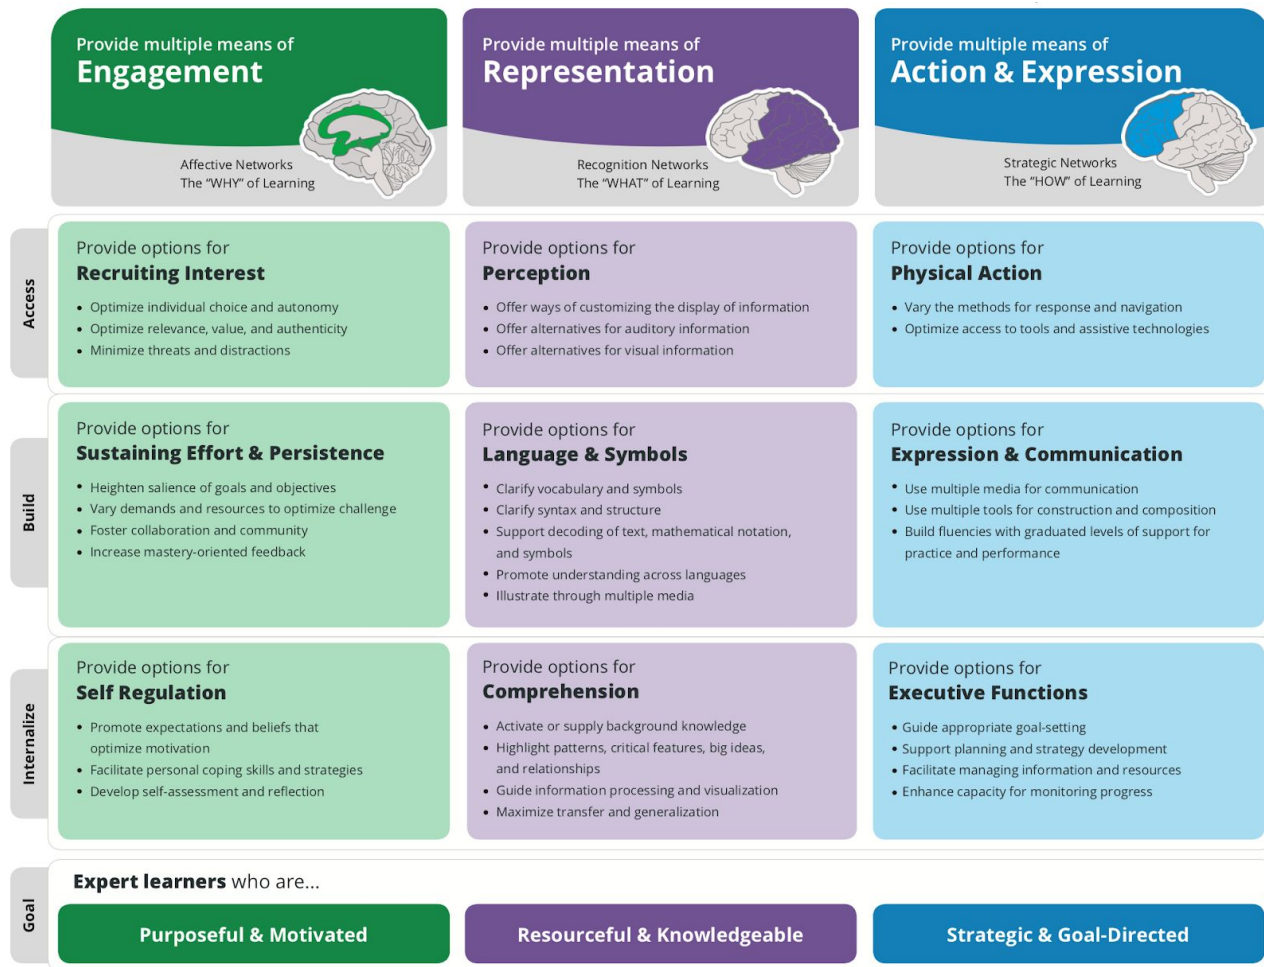 Provide multiple means of
Engagement
Affective Networks
The “WHY” of Learning
Provide multiple means of
Representation
Recognition Networks
The “WHAT” of Learning
Provide multiple means of
Action & Expression
Strategic Networks
The “HOW” of Learning
Access
Provide options for
Recruiting Interest
• Optimize individual choice and autonomy
• Optimize relevance, value, and authenticity
• Minimize threats and distractions
Provide options for
Perception
• Offer ways of customizing the display of information
• Offer alternatives for auditory information
• Offer alternatives for visual information
Provide options for
Physical Action
• Vary the methods for response and navigation
• Optimize access to tools and assistive technologies
Build
Provide options for
Sustaining Effort & Persistence
• Heighten salience of goals and objectives
• Vary demands and resources to optimize challenge
• Foster collaboration and community
• Increase mastery-oriented feedback
Provide options for
Language & Symbols
• Clarify vocabulary and symbols
• Clarify syntax and structure
• Support decoding of text, mathematical notation,
and symbols
• Promote understanding across languages
• Illustrate through multiple media
Provide options for
Expression & Communication
• Use multiple media for communication
• Use multiple tools for construction and composition
• Build fluencies with graduated levels of support for
practice and performance
Internalize
Provide options for
Self Regulation
• Promote expectations and beliefs that
optimize motivation
• Facilitate personal coping skills and strategies
• Develop self-assessment and reflection
Provide options for
Comprehension
• Activate or supply background knowledge
• Highlight patterns, critical features, big ideas,
and relationships
• Guide information processing and visualization
• Maximize transfer and generalization
Provide options for
Executive Functions
• Guide appropriate goal-setting
• Support planning and strategy development
• Facilitate managing information and resources
• Enhance capacity for monitoring progress
Goal
Expert learners who are...
Purposeful & Motivated
Resourceful & Knowledgeable
Strategic & Goal-Directed